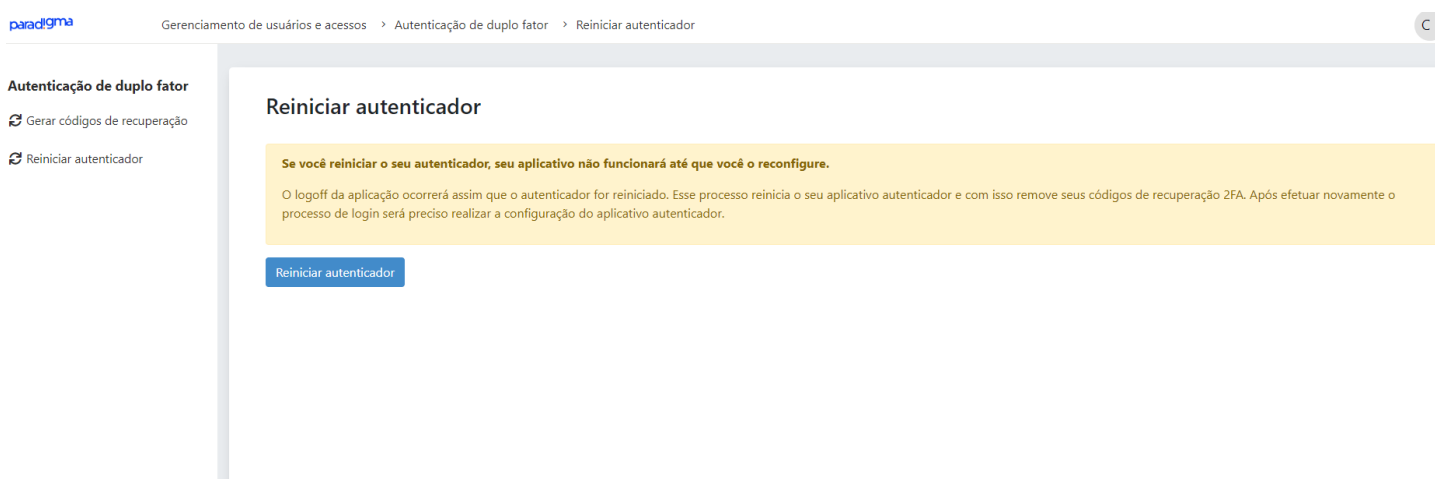 paradigma
Gerenciamento de usuários e acessos > Autenticação de duplo fator > Reiniciar autenticador
C
Autenticação de duplo fator
Gerar códigos de recuperação
Reiniciar autenticador
Reiniciar autenticador
Se você reiniciar o seu autenticador, seu aplicativo não funcionará até que você o reconfigure.
O logoff da aplicação ocorrerá assim que o autenticador for reiniciado. Esse processo reinicia o seu aplicativo autenticador e com isso remove seus códigos de recuperação 2FA. Após efetuar novamente o
processo de login será preciso realizar a configuração do aplicativo autenticador.
Reiniciar autenticador